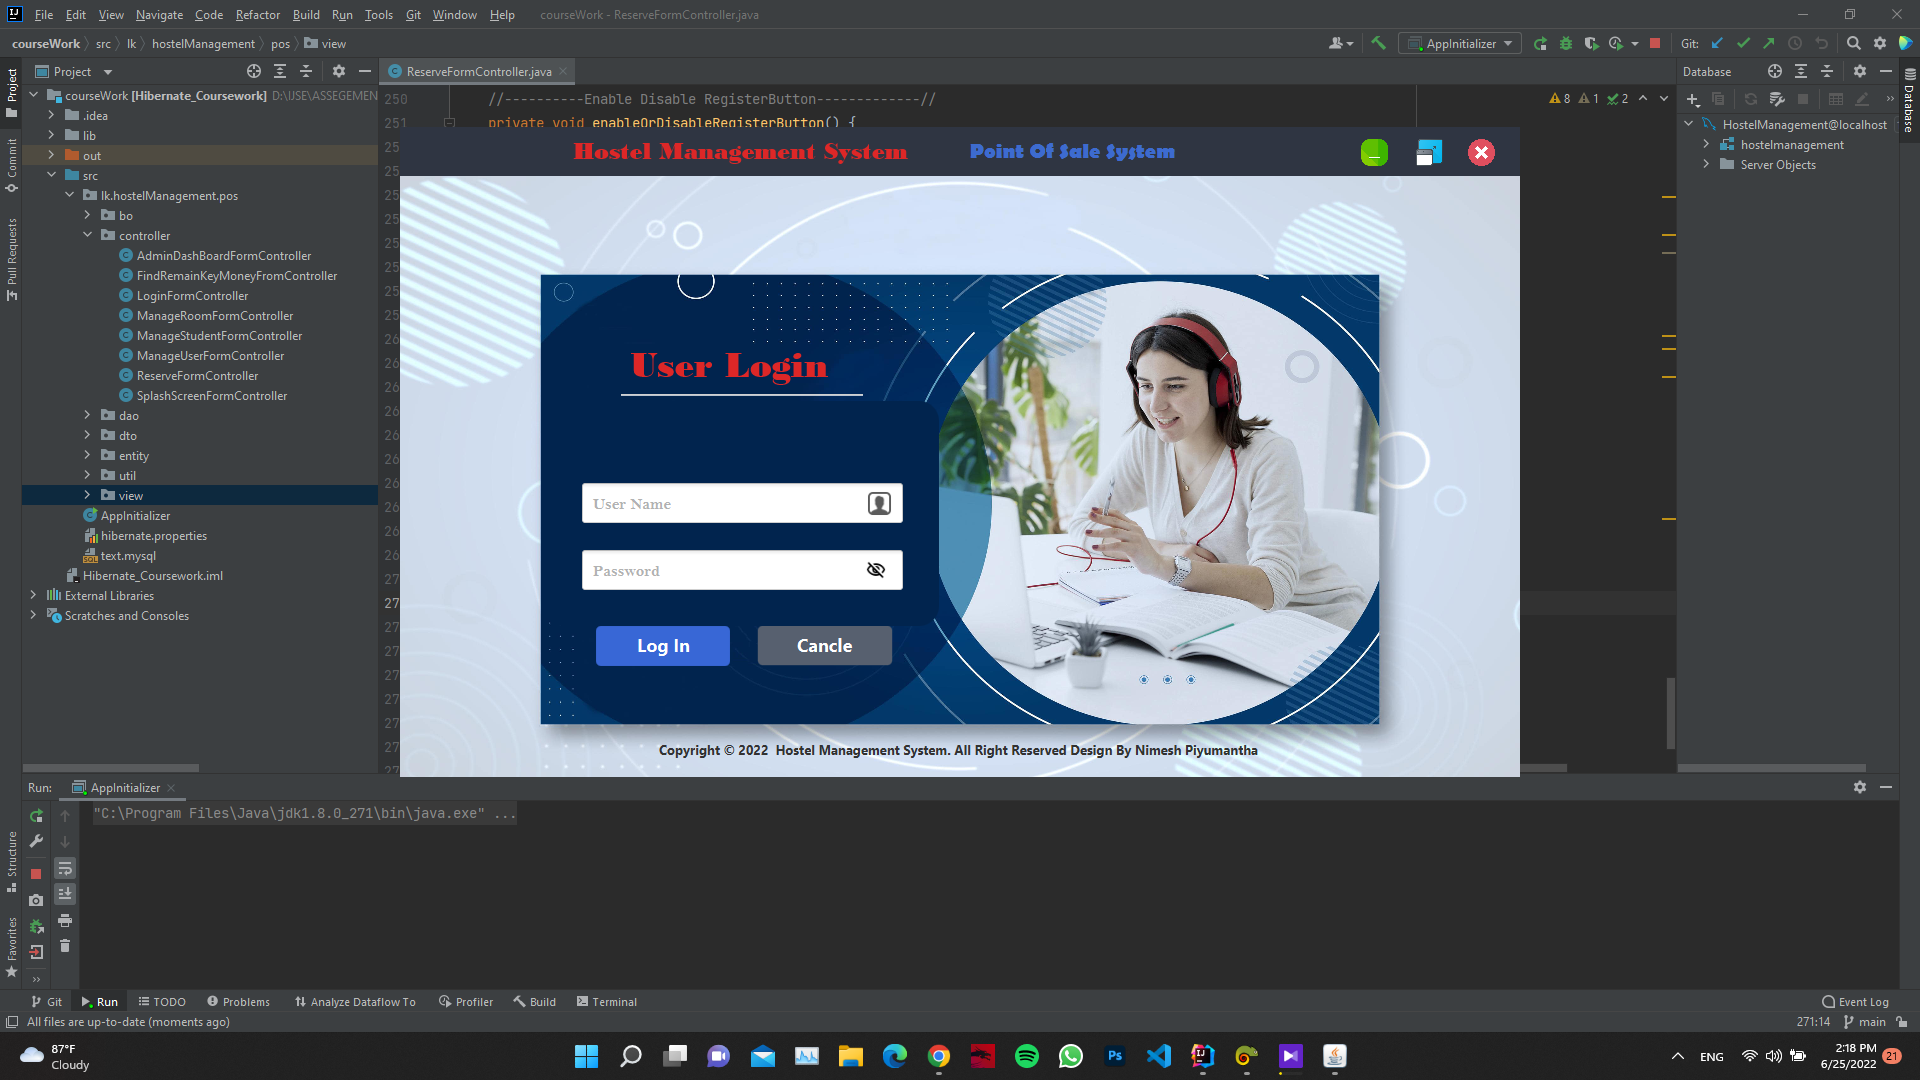 File Edit View Navigate Code Refactor Build Run Tools Git Window Help courseWork - ReserveFormController.java
courseWork src lk hostelManagement pos view
AppInitializer
Git:
Project
ReserveFormController.java
Database
courseWork [Hibernate_Coursework] D:\IJSE\ASSEGEMEN
.idea
lib
out
src
lk.hostelManagement.pos
bo
controller
AdminDashBoardFormController
FindRemainKeyMoneyFromController
LoginFormController
ManageRoomFormController
ManageStudentFormController
ManageUserFormController
ReserveFormController
SplashScreenFormController
dao
dto
entity
util
view
AppInitializer
hibernate.properties
text.mysql
Hibernate_Coursework.iml
External Libraries
Scratches and Consoles
Project
Commit
Pull Requests
Structure
Favorites
250 //----------Enable Disable RegisterButton-------------//
251 private void enableOrDisableRegisterButton() {
8 1 2
HostelManagement@localhost
hostelmanagement
Server Objects
Database
Hostel Management System
Point Of Sale System
User Login
User Name
Password
Log In
Cancle
Copyright © 2022 Hostel Management System. All Right Reserved Design By Nimesh Piyumantha
Run: AppInitializer
"C:\Program Files\Java\jdk1.8.0_271\bin\java.exe" ...
Git Run TODO Problems Analyze Dataflow To Profiler Build Terminal
Event Log
All files are up-to-date (moments ago)
271:14 main
87°F
Cloudy
Ps
ENG
2:18 PM
6/25/2022
21